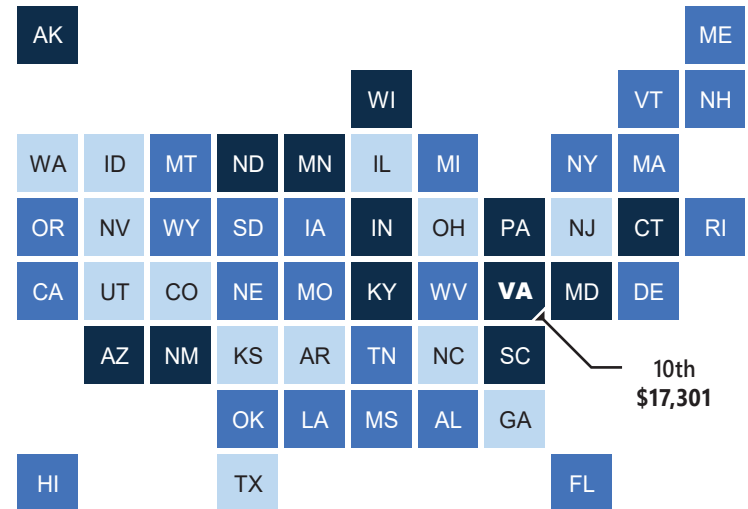 AK ME
WI VT NH
WA ID MT ND MN IL MI NY MA
OR NV WY SD IA IN OH PA NJ CT RI
CA UT CO NE MO KY WV VA MD DE
AZ NM KS AR TN NC SC
10th
$17,301
OK LA MS AL GA
HI TX FL